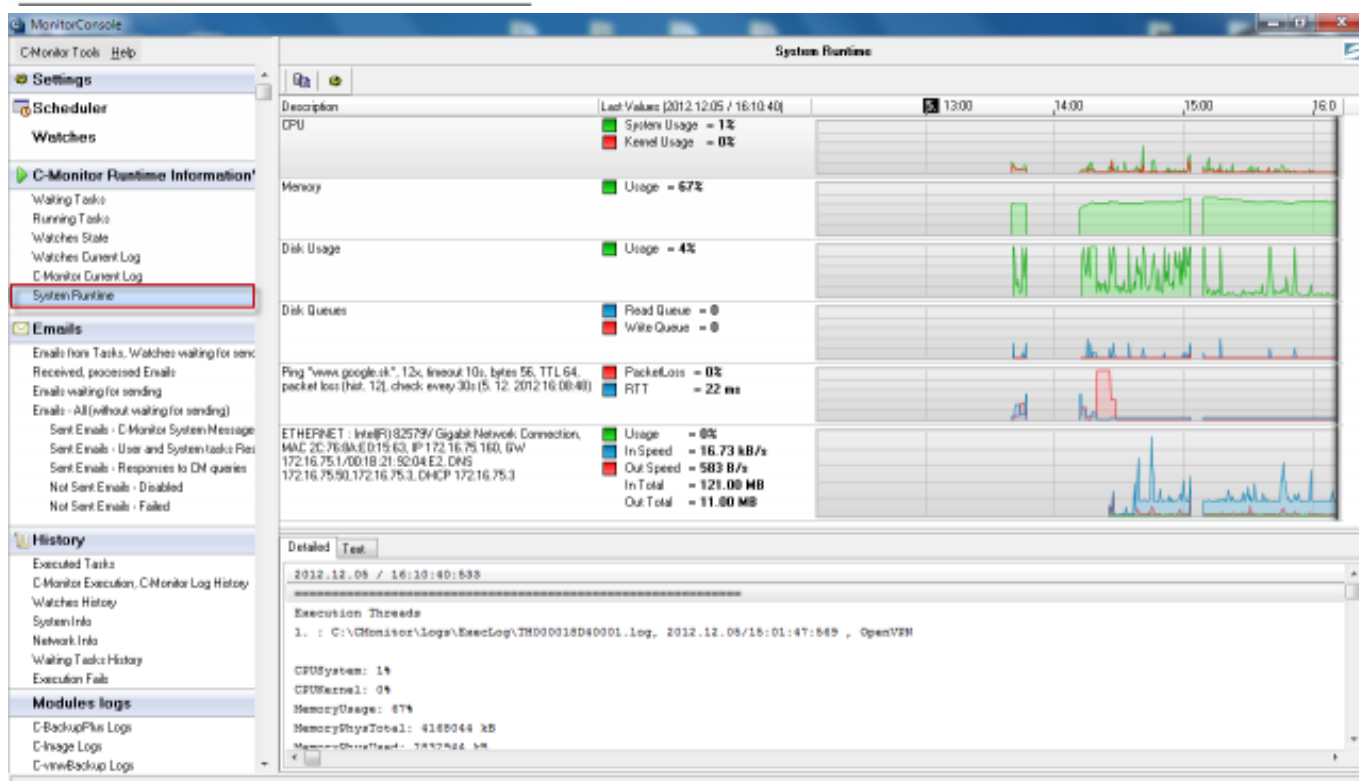 MonitorConsole
C-Monitor Tools Help
System Runtime
Settings
Scheduler
Watches
C-Monitor Runtime Information
Waiting Tasks
Running Tasks
Watches State
Watches Current Log
C-Monitor Current Log
System Runtime
Emails
Emails from Tasks, Watches waiting for send
Received, processed Emails
Emails waiting for sending
Emails - All (without waiting for sending)
Sent Emails - C-Monitor System Message
Sent Emails - User and System tasks Res
Sent Emails - Responses to CM queries
Not Sent Emails - Disabled
Not Sent Emails - Failed
History
Executed Tasks
C-Monitor Execution, C-Monitor Log History
Watches History
System Info
Network Info
Waiting Tasks History
Execution Fails
Modules logs
C-BackupPlus Logs
C-Image Logs
C-vmwBackup Logs
Description
Last Values (2012.12.05 / 16:10:40)
5. 13:00 14:00 15:00 16:0
CPU
System Usage = 1%
Kernel Usage = 0%
Memory
Usage = 67%
Disk Usage
Usage = 4%
Disk Queues
Read Queue = 0
Write Queue = 0
Ping "www.google.sk", 12x, timeout 10s, bytes 56, TTL 64,
packet loss (hist. 12), check every 30s (5. 12. 2012 16:08:48)
PacketLoss = 0%
RTT = 22 ms
ETHERNET : Intel(R) 82579V Gigabit Network Connection,
MAC 2C:76:8A:E0:15:63, IP 172.16.75.160, GW
172.16.75.1/00:18:21:92:04:E2, DNS
172.16.75.90,172.16.75.3, DHCP 172.16.75.3
Usage = 0%
In Speed = 16.73 kB/s
Out Speed = 583 B/s
In Total = 121.00 MB
Out Total = 11.00 MB
Detailed Text
2012.12.05 / 16:10:40:533
Execution Threads
1. : C:\CMonitor\Logs\ExecLog\TH000018D40001.log, 2012.12.05/15:01:47:569 , OpenVPN
CPUSystem: 1%
CPUKernel: 0%
MemoryUsage: 67%
MemoryPhysTotal: 4168044 kB